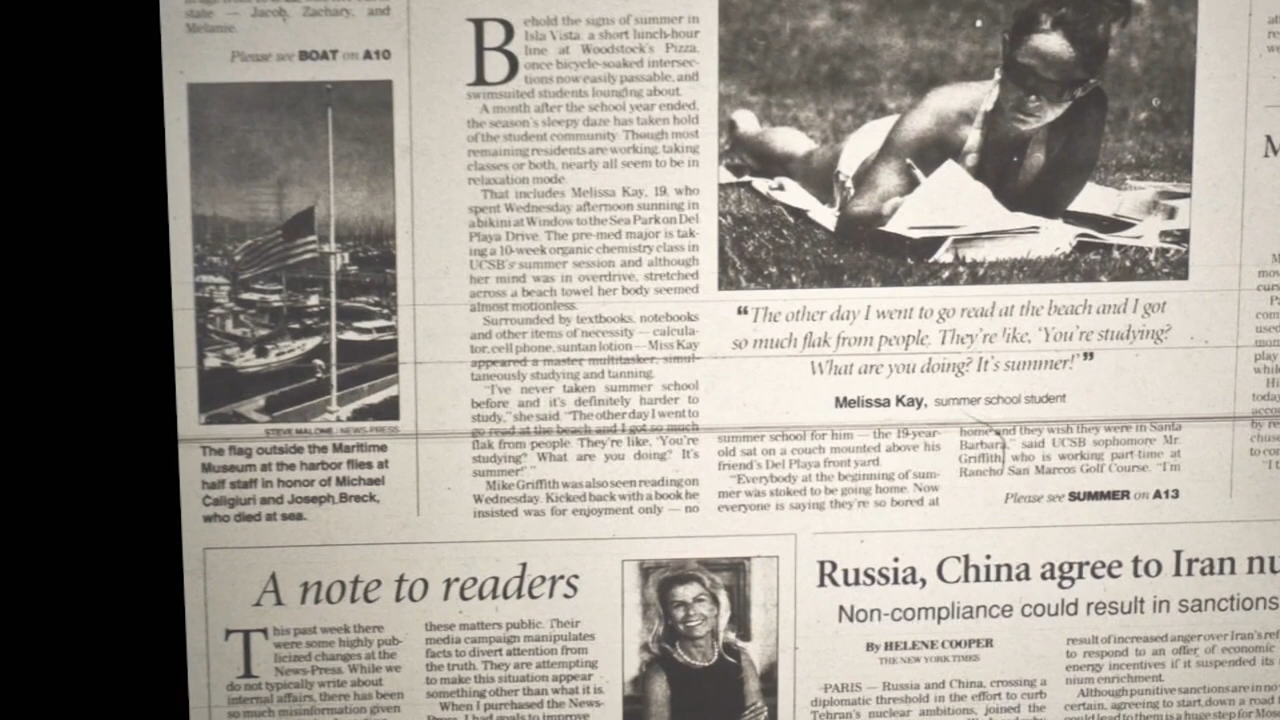 state — Jacob, Zachary, and
Melanie.
Please see BOAT on A10
STEVE MALONE / NEWS-PRESS
The flag outside the Maritime
Museum at the harbor flies at
half staff in honor of Michael
Caligiuri and Joseph Breck,
who died at sea.
Behold the signs of summer in
Isla Vista: a short lunch-hour
line at Woodstock's Pizza,
once bicycle-soaked intersec-
tions now easily passable, and
swimsuited students lounging about.
A month after the school year ended,
the season's sleepy daze has taken hold
of the student community. Though most
remaining residents are working, taking
classes or both, nearly all seem to be in
relaxation mode.
That includes Melissa Kay, 19, who
spent Wednesday afternoon sunning in
a bikini at Window to the Sea Park on Del
Playa Drive. The pre-med major is tak-
ing a 10-week organic chemistry class in
UCSB's summer session and although
her mind was in overdrive, stretched
across a beach towel her body seemed
almost motionless.
Surrounded by textbooks, notebooks
and other items of necessity — calcula-
tor, cell phone, suntan lotion — Miss Kay
appeared a master multitasker, simul-
taneously studying and tanning.
"I've never taken summer school
before and it's definitely harder to
study," she said. "The other day I went to
go read at the beach and I got so much
flak from people. They're like, 'You're
studying? What are you doing? It's
summer!' "
Mike Griffith was also seen reading on
Wednesday. Kicked back with a book he
insisted was for enjoyment only — no
“The other day I went to go read at the beach and I got
so much flak from people. They're like, 'You're studying?
What are you doing? It's summer!'”
Melissa Kay, summer school student
summer school for him — the 19-year-
old sat on a couch mounted above his
friend's Del Playa front yard.
"Everybody at the beginning of sum-
mer was stoked to be going home. Now
everyone is saying they're so bored at
home and they wish they were in Santa
Barbara," said UCSB sophomore Mr.
Griffith, who is working part-time at
Rancho San Marcos Golf Course. "I'm
Please see SUMMER on A13
A note to readers
This past week there
were some highly pub-
licized changes at the
News-Press. While we
do not typically write about
internal affairs, there has been
so much misinformation given
these matters public. Their
media campaign manipulates
facts to divert attention from
the truth. They are attempting
to make this situation appear
something other than what it is.
When I purchased the News-
Press, I had goals to improve
Russia, China agree to Iran nu
Non-compliance could result in sanctions
By HELENE COOPER
THE NEW YORK TIMES
PARIS — Russia and China, crossing a
diplomatic threshold in the effort to curb
Tehran's nuclear ambitions, joined the
result of increased anger over Iran's ref
to respond to an offer of economic
energy incentives if it suspended its
nium enrichment.
Although punitive sanctions are in no
certain, agreeing to start down a road